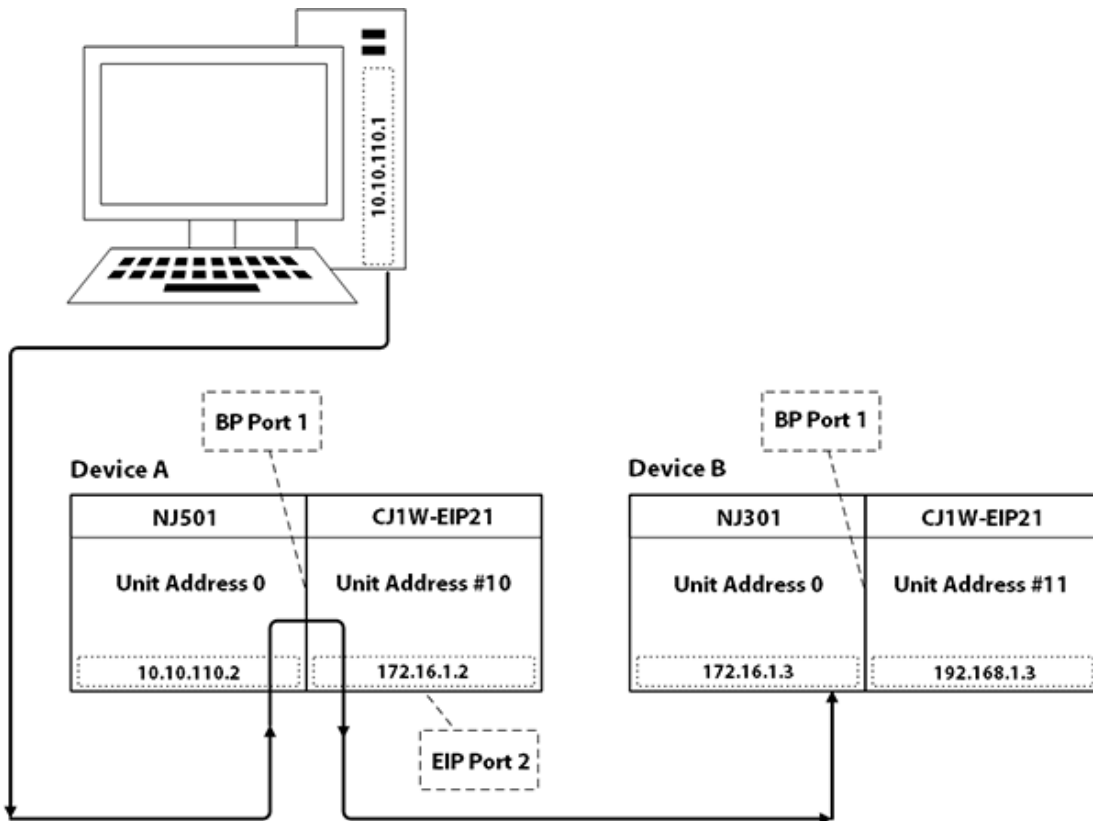 10.10.110.1
BP Port 1
BP Port 1
Device A
Device B
NJ501
CJ1W-EIP21
NJ301
CJ1W-EIP21
Unit Address 0
Unit Address #10
Unit Address 0
Unit Address #11
10.10.110.2
172.16.1.2
172.16.1.3
192.168.1.3
EIP Port 2